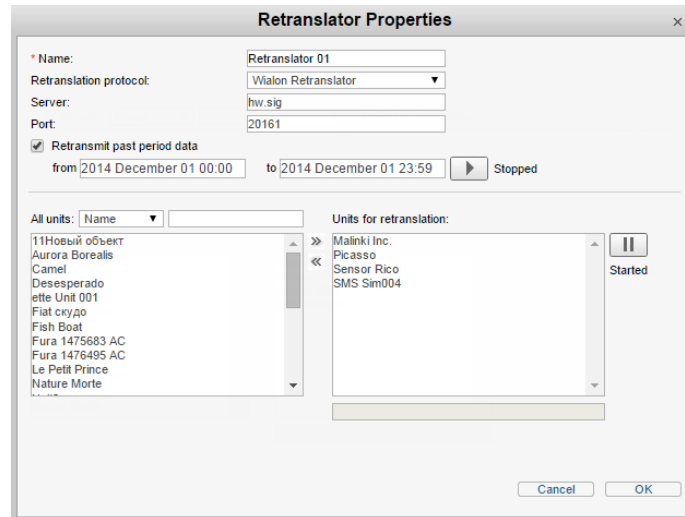 Retranslator Properties
* Name: Retranslator 01
Retranslation protocol: Wialon Retranslator
Server: hw.sig
Port: 20161
Retransmit past period data
from 2014 December 01 00:00 to 2014 December 01 23:59 Stopped
All units: Name Units for retranslation:
11Новый объект
Aurora Borealis
Camel
Desesperado
ette Unit 001
Fiat скудо
Fish Boat
Fura 1475683 AC
Fura 1476495 AC
Le Petit Prince
Nature Morte
Malinki Inc.
Picasso
Sensor Rico
SMS Sim004
Started
Cancel OK